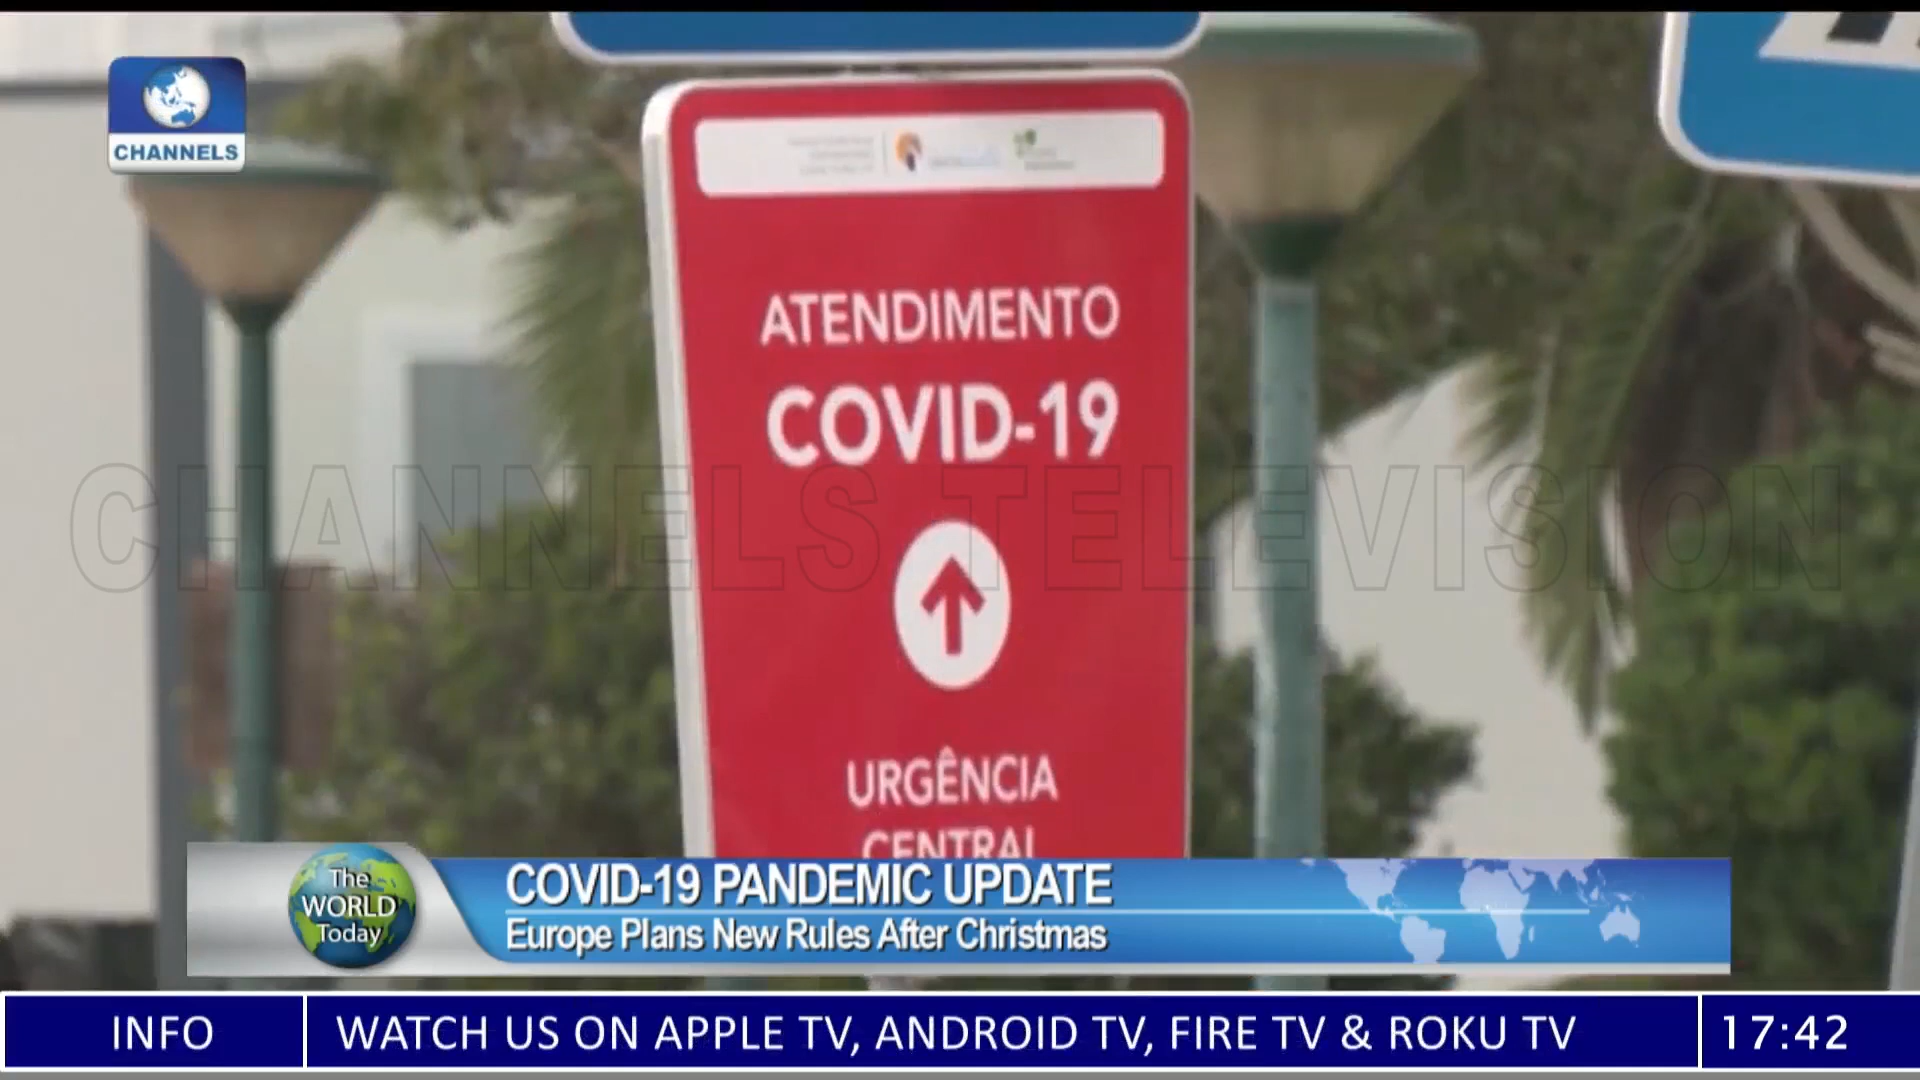 CHANNELS
ATENDIMENTO
COVID-19
CHANNELS TELEVISION
URGÊNCIA
CENTRAL
The
WORLD
Today
COVID-19 PANDEMIC UPDATE
Europe Plans New Rules After Christmas
INFO
WATCH US ON APPLE TV, ANDROID TV, FIRE TV & ROKU TV
17:42